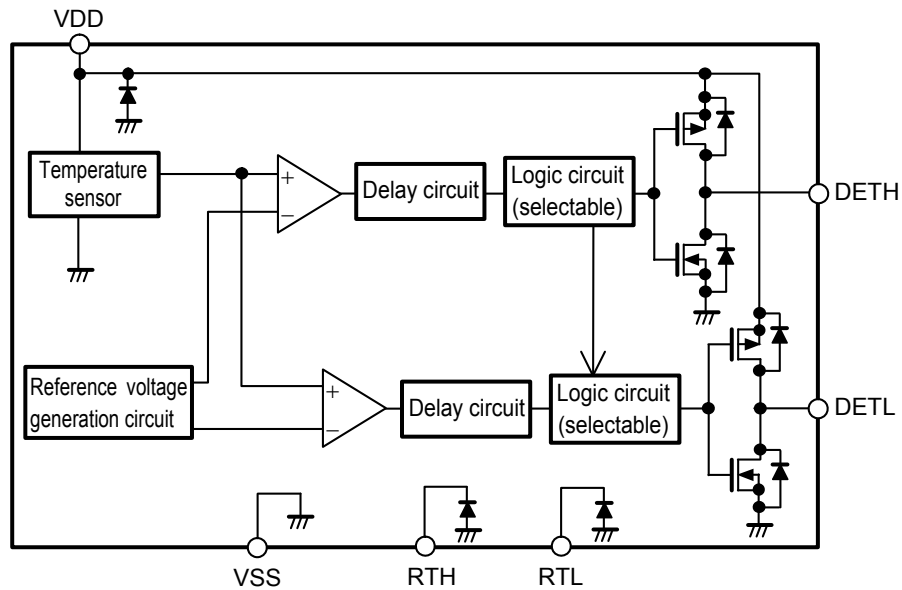 VDD
Temperature
sensor
+
−
Delay circuit
Logic circuit
(selectable)
DETH
Reference voltage
generation circuit
+
−
Delay circuit
Logic circuit
(selectable)
DETL
VSS
RTH
RTL